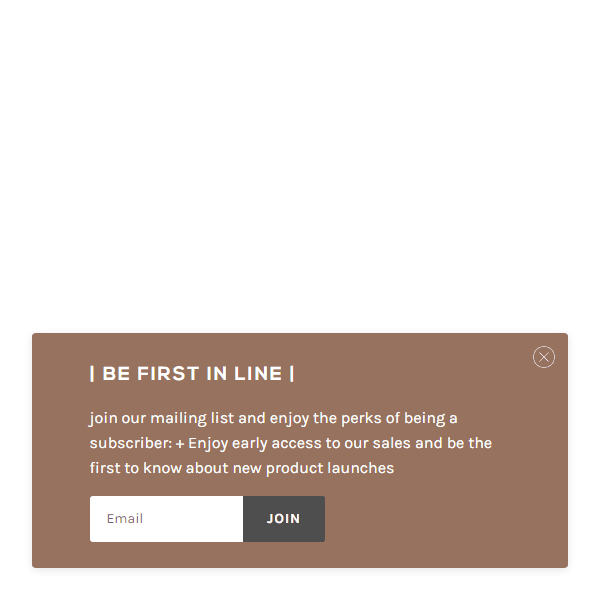 | BE FIRST IN LINE |
join our mailing list and enjoy the perks of being a
subscriber: + Enjoy early access to our sales and be the
first to know about new product launches
Email
JOIN